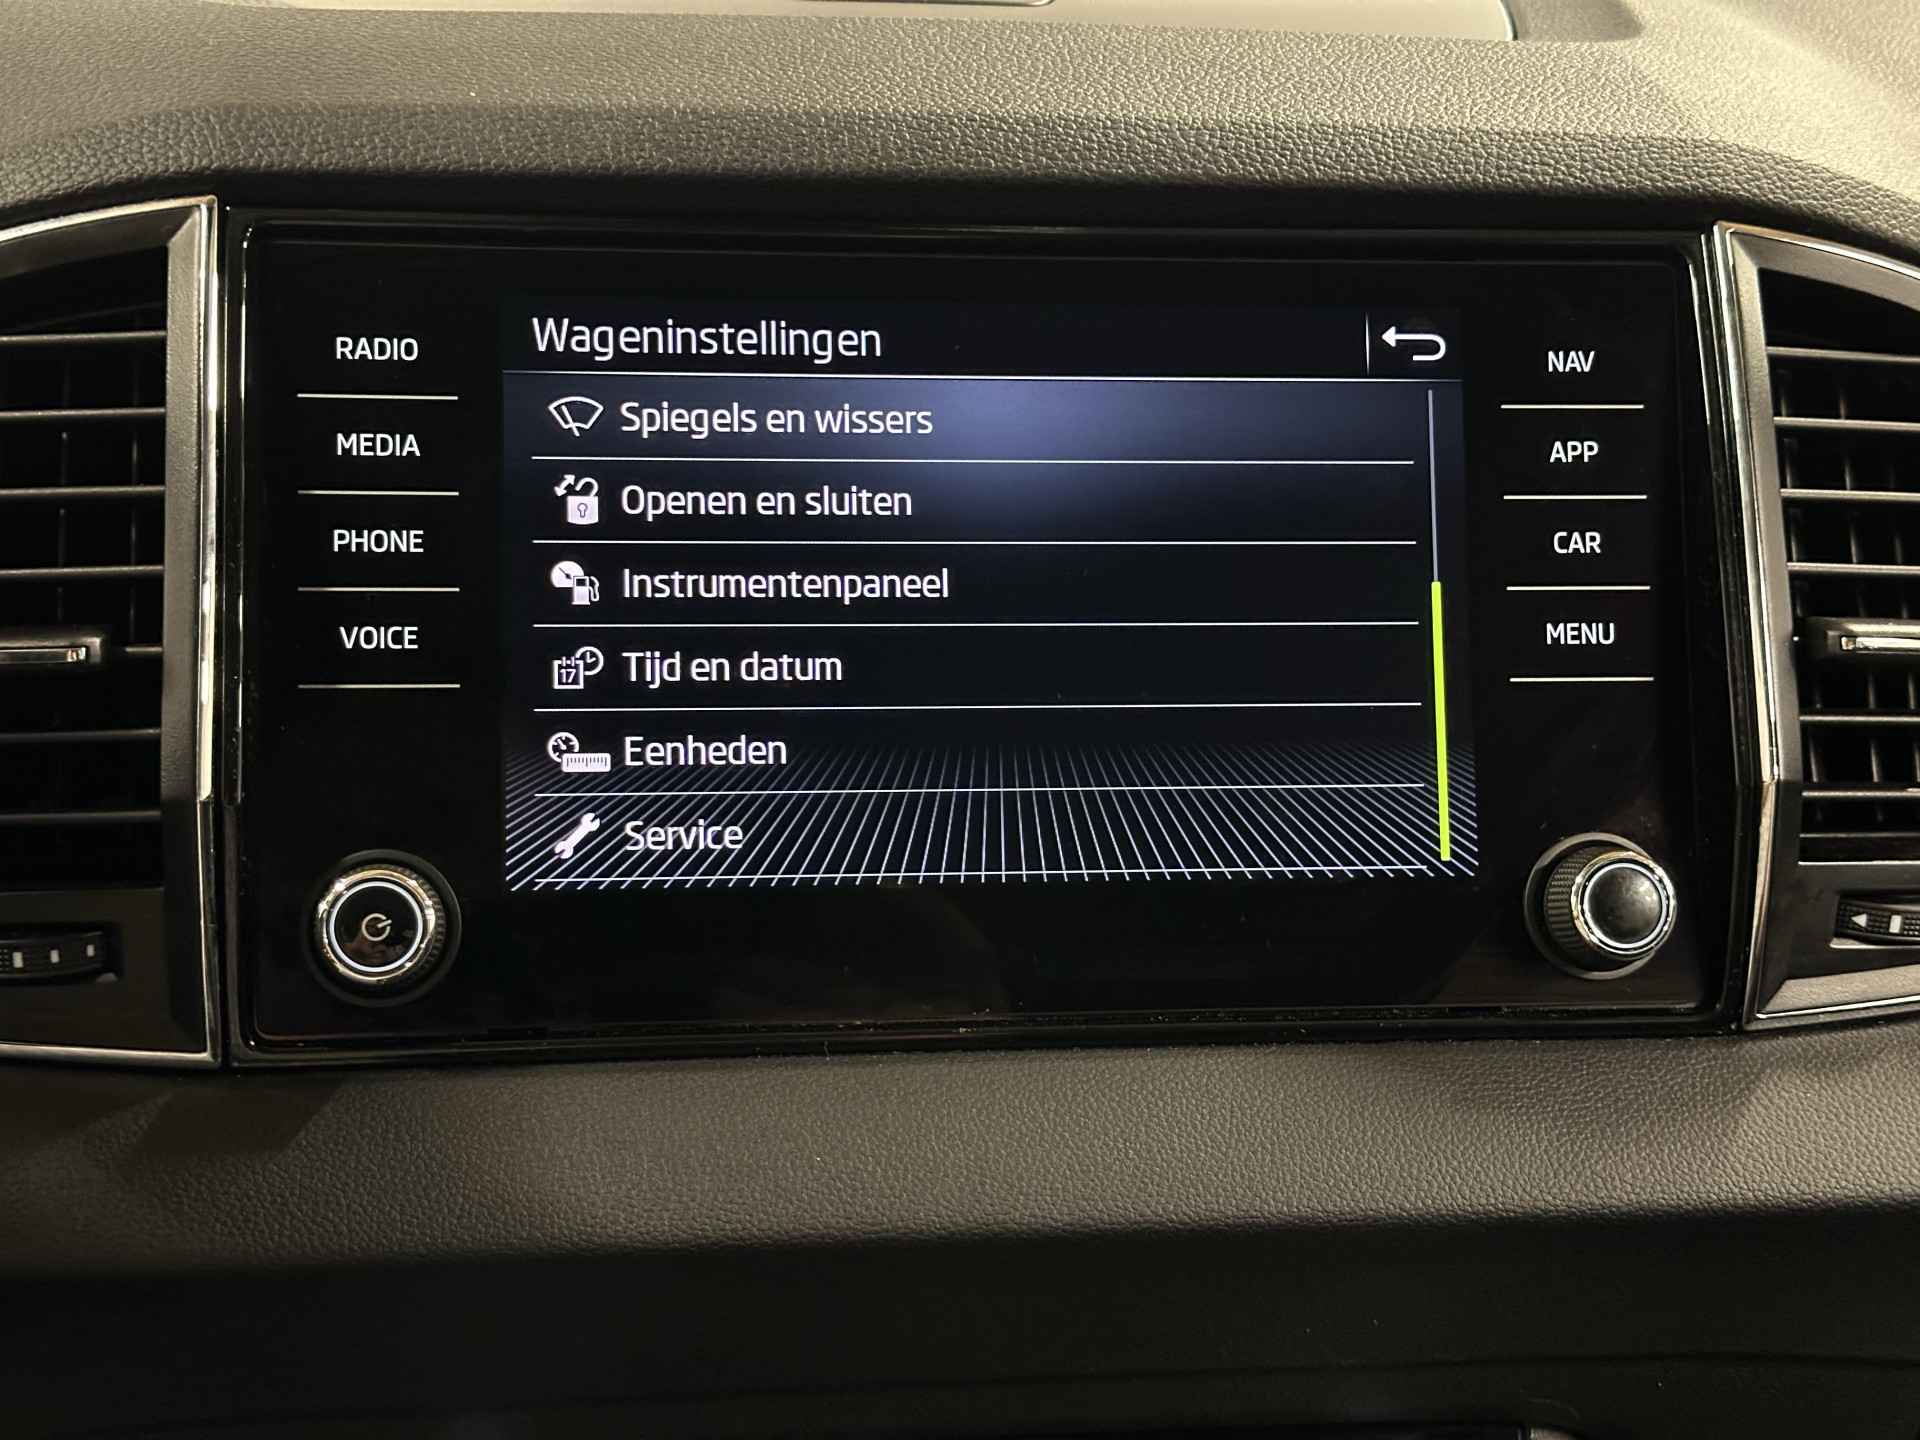 Wageninstellingen
RADIO
MEDIA
PHONE
VOICE
Spiegels en wissers
Openen en sluiten
Instrumentenpaneel
17
Tijd en datum
Eenheden
Service
NAV
APP
CAR
MENU